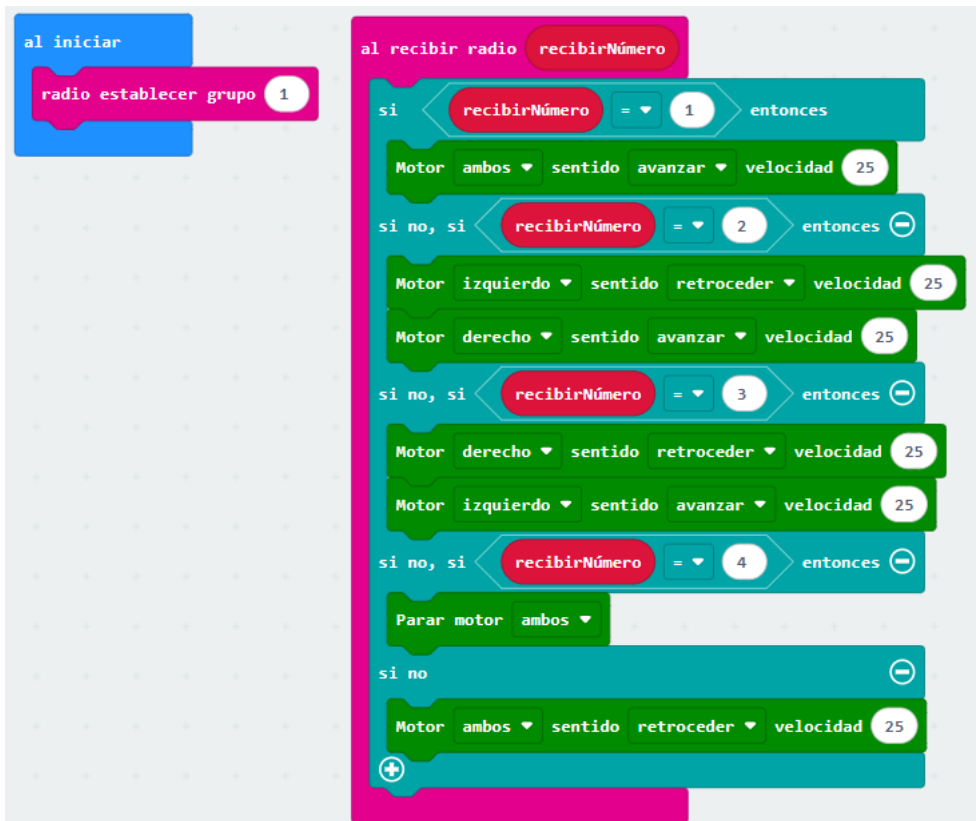 al iniciar
radio establecer grupo 1
al recibir radio recibirNúmero
si recibirNúmero = 1 entonces
Motor ambos sentido avanzar velocidad 25
si no, si recibirNúmero = 2 entonces
Motor izquierdo sentido retroceder velocidad 25
Motor derecho sentido avanzar velocidad 25
si no, si recibirNúmero = 3 entonces
Motor derecho sentido retroceder velocidad 25
Motor izquierdo sentido avanzar velocidad 25
si no, si recibirNúmero = 4 entonces
Parar motor ambos
si no
Motor ambos sentido retroceder velocidad 25